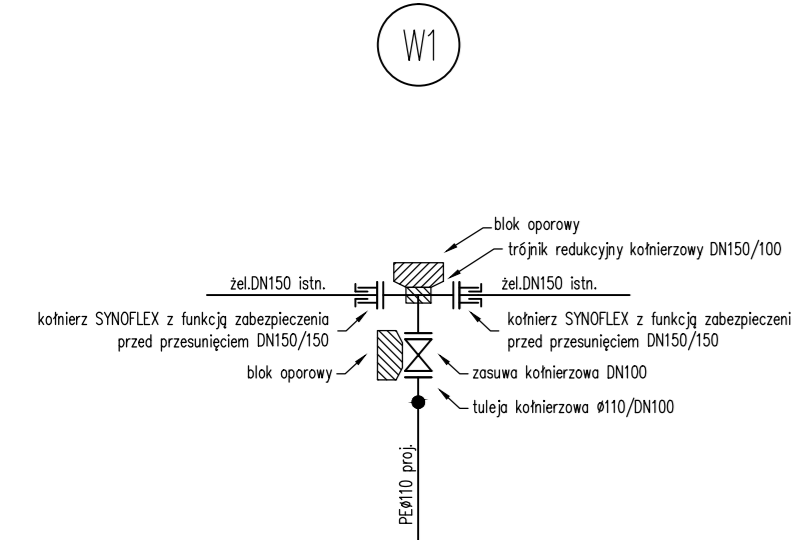 W1
blok oporowy
trójnik redukcyjny kołnierzowy DN150/100
żel.DN150 istn.
żel.DN150 istn.
kołnierz SYNOFLEX z funkcją zabezpieczenia
przed przesunięciem DN150/150
kołnierz SYNOFLEX z funkcją zabezpieczeni
przed przesunięciem DN150/150
blok oporowy
zasuwa kołnierzowa DN100
tuleja kołnierzowa ø110/DN100
PEø110 proj.